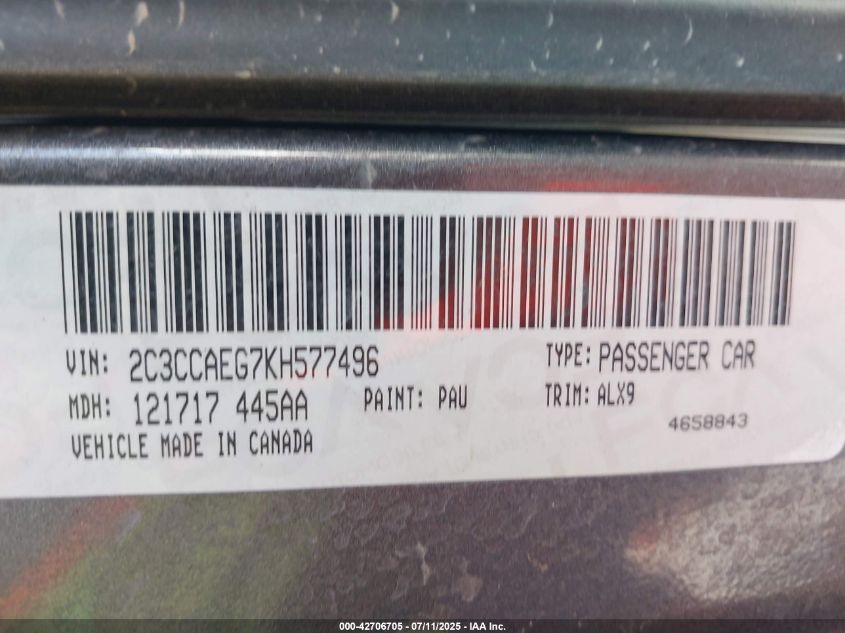 VIN: 2C3CCAEG7KH577496 TYPE: PASSENGER CAR
MDH: 121717 445AA PAINT: PAU TRIM: ALX9
4658843
VEHICLE MADE IN CANADA
000-42706705 - 07/11/2025 - IAA Inc.